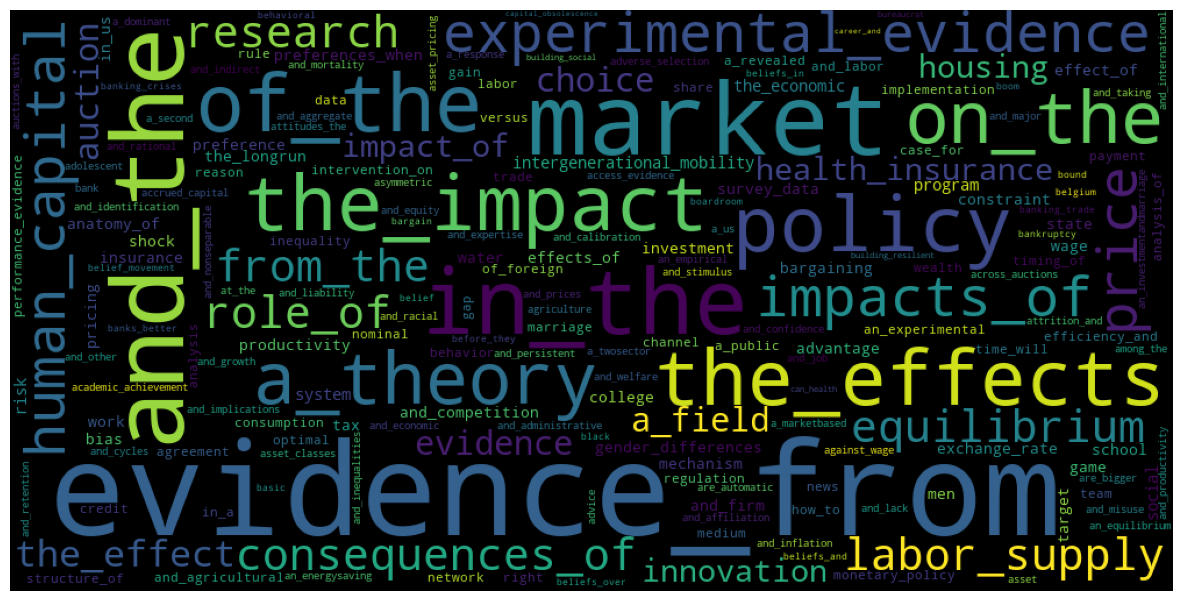 a_dominant
behavioral
capital_obsolescence
bureaucrat
research
experimental_evidence
career_and
in_us
auction
human_capital
and_the
rule
preferences_when
asset_pricing
a_response
building_social
adverse_selection
beliefs_in
a_revealed
and_labor
housing
effect_of
and_international
and_indirect
and_mortality
gain
choice
the_economic
boom
auctions_with
banking_crises
labor
share
implementation
and_taking
of_the
market
on_the
data
versus
a_second
and_aggregate
attitudes_the
and_major
and_rational
preference
impact_of
case_for
the_longrun
intergenerational_mobility
adolescent
reason
intervention_on
trade
access_evidence
health_insurance
payment
bank
accrued_capital
asymmetric
survey_data
program
bound
belgium
performance_evidence
and_identification
the_impact
and_equity
boardroom
constraint
price
anatomy_of
bargain
policy
state
banking_trade
an_investmentandmarriage
analysis_of
shock
inequality
and_expertise
and_calibration
a_us
wage
bankruptcy
insurance
and_nonseparable
water
investment
an_empirical
building_resilient
belief_movement
from_the
effects_of
of_foreign
and_stimulus
wealth
bargaining
timing_of
across_auctions
at_the
and_liability
belief
agriculture
and_prices
in_the
impacts_of
banks_better
role_of
gap
pricing
nominal
and_racial
marriage
and_confidence
an_experimental
attrition_and
efficiency_and
productivity
before_they
channel
a_public
advantage
time_will
among_the
and_other
analysis
and_growth
behavior
and_persistent
a_twosector
and_job
risk
academic_achievement
a_theory
system
and_welfare
college
can_health
the_effects
and_implications
consumption
and_competition
a_field
a_marketbased
equilibrium
work
tax
and_economic
and_administrative
black
bias
and_cycles
agreement
optimal
asset_classes
evidence
gender_differences
against_wage
exchange_rate
school
and_productivity
evidence_from
mechanism
regulation
game
are_bigger
and_retention
basic
and_inequalities
advice
are_automatic
news
men
target
team
social
credit
in_a
and_firm
and_affiliation
how_to
and_lack
and_misuse
an_equilibrium
the_effect
consequences_of
medium
and_inflation
beliefs_and
labor_supply
structure_of
and_agricultural
an_energysaving
network
right
beliefs_over
innovation
monetary_policy
asset